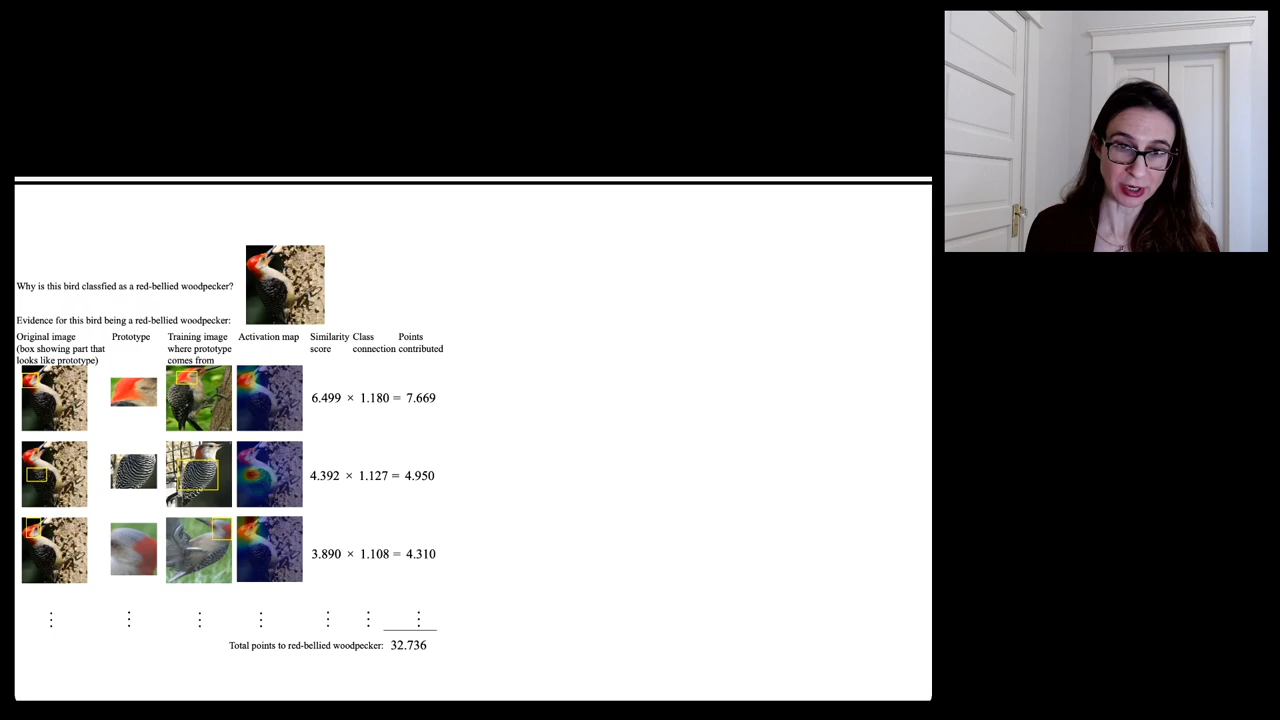 Why is this bird classfied as a red-bellied woodpecker?
Evidence for this bird being a red-bellied woodpecker:
Original image
(box showing part that
looks like prototype)
Prototype
Training image
where prototype
comes from
Activation map
Similarity
score
Class
connection
Points
contributed
6.499 × 1.180 = 7.669
4.392 × 1.127 = 4.950
3.890 × 1.108 = 4.310
Total points to red-bellied woodpecker: 32.736